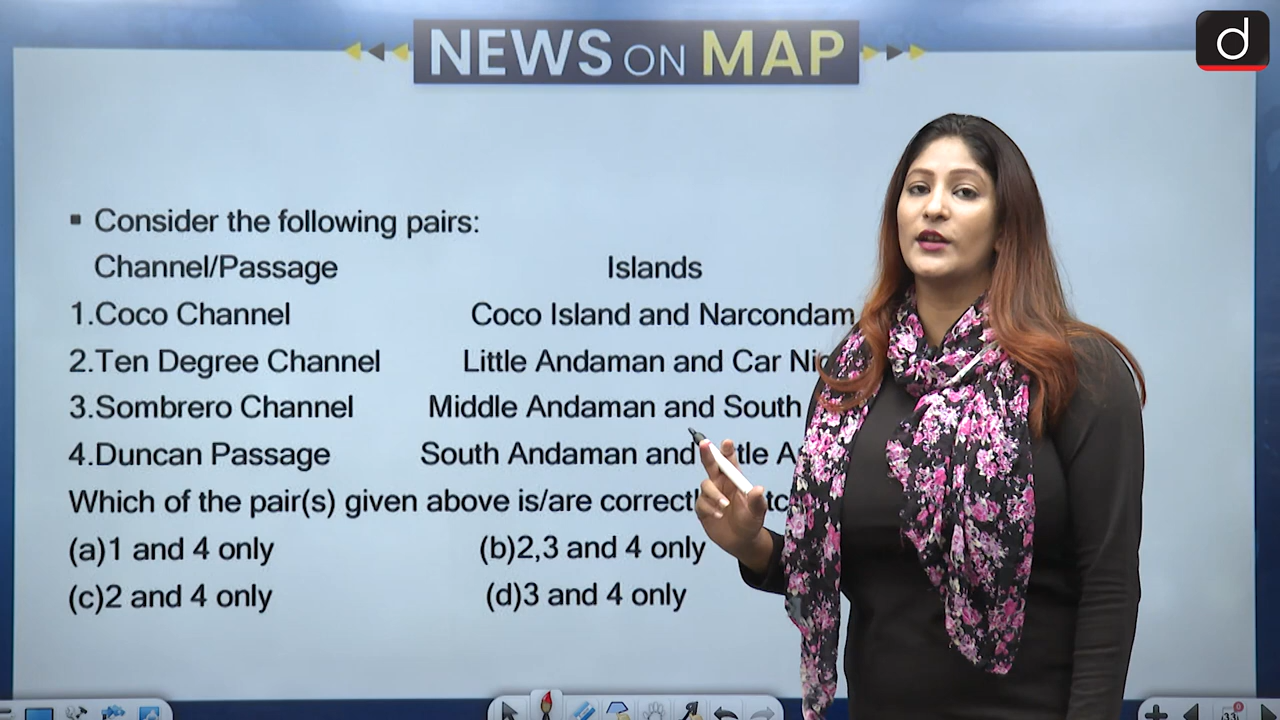 NEWS ON MAP
d
Consider the following pairs:
Channel/Passage Islands
1.Coco Channel Coco Island and Narcondam
2.Ten Degree Channel Little Andaman and Car
3.Sombrero Channel Middle Andaman and South
4.Duncan Passage South Andaman and
Which of the pair(s) given above is/are
(a)1 and 4 only (b)2,3 and 4 only
(c)2 and 4 only (d)3 and 4 only
33